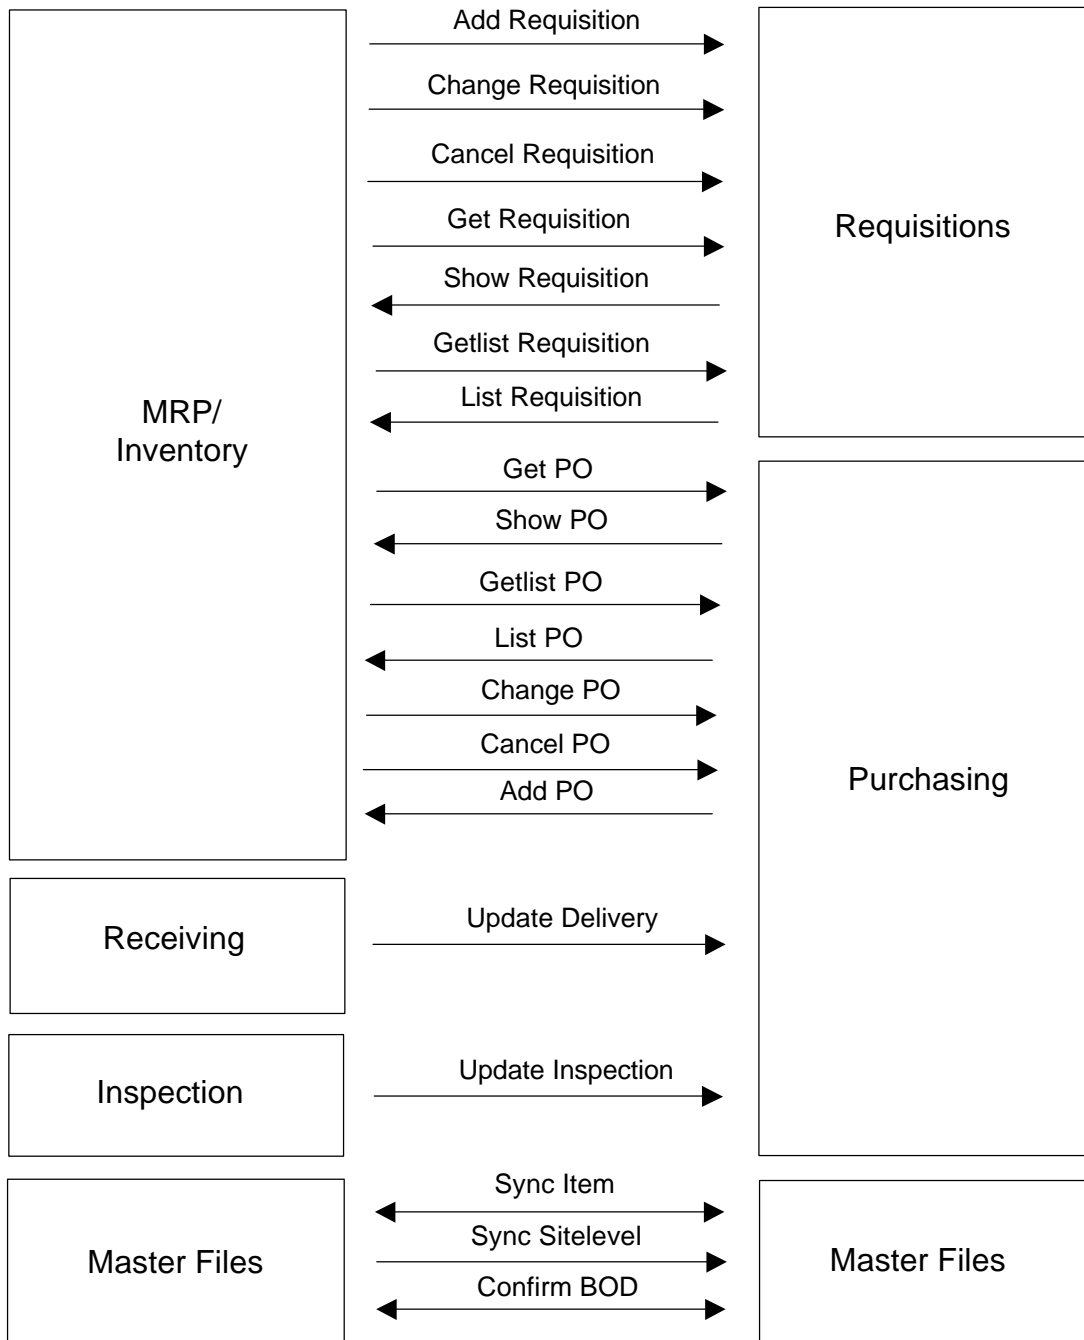 Add Requisition
Change Requisition
Cancel Requisition
Get Requisition
Show Requisition
Getlist Requisition
List Requisition
Requisitions
MRP/
Inventory
Get PO
Show PO
Getlist PO
List PO
Change PO
Cancel PO
Add PO
Purchasing
Receiving
Update Delivery
Inspection
Update Inspection
Master Files
Sync Item
Sync Sitelevel
Confirm BOD
Master Files